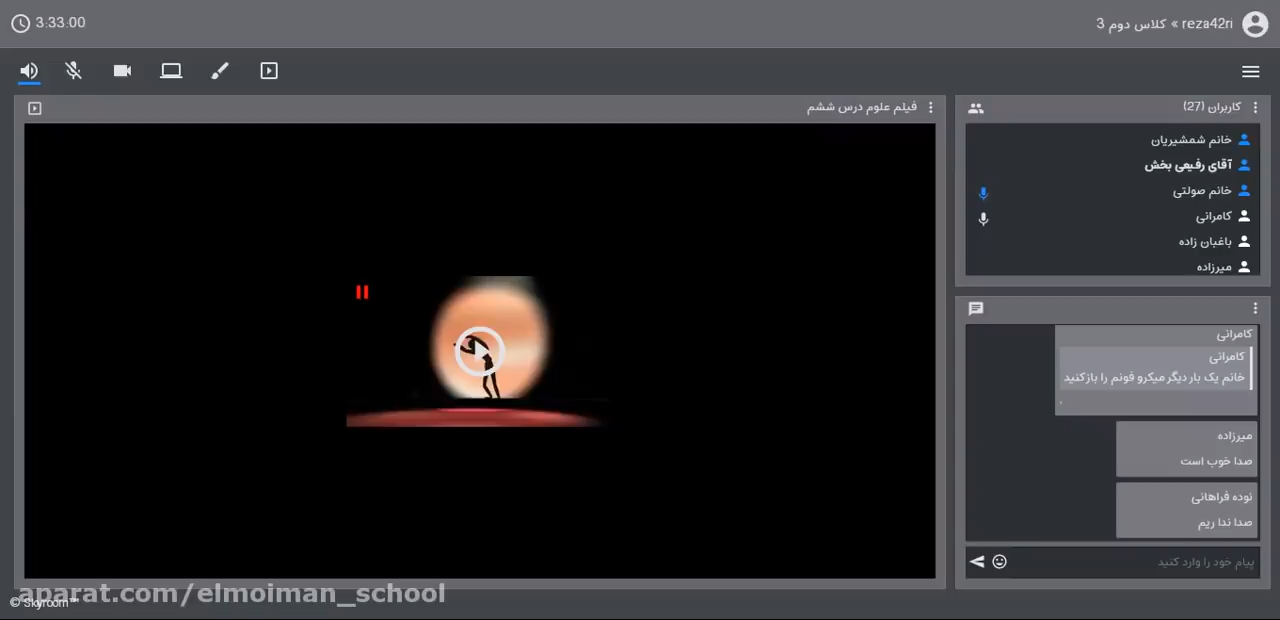 3:33:00
reza42ri » کلاس دوم 3
فیلم علوم درس ششم
کاربران (27)
خانم شمشیریان
آقای رفیعی بخش
خانم صولتی
کامرانی
باغبان زاده
میرزاده
کامرانی
کامرانی
خانم یک بار دیگر میکرو فونم را بازکنید
.
میرزاده
صدا خوب است
نوده فراهانی
صدا ندا ریم
پیام خود را وارد کنید
aparat.com/elmoiman_school
© Skyroom™